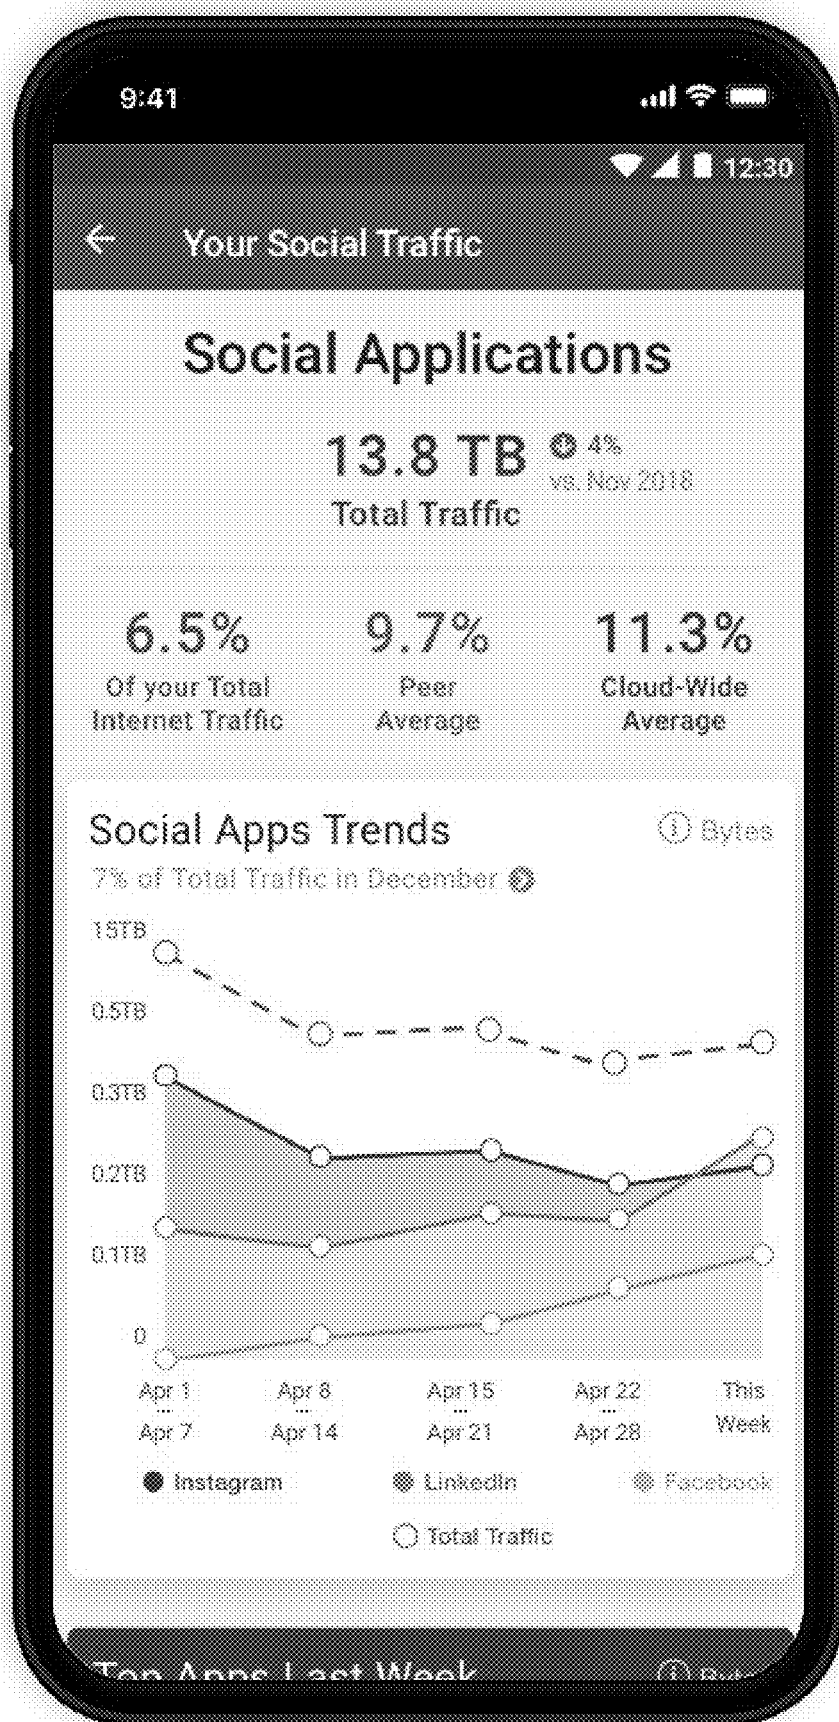 9:41
12:30
Your Social Traffic
Social Applications
13.8 TB
4%
vs. Nov 2018
Total Traffic
6.5%
Of your Total
Internet Traffic
9.7%
Peer
Average
11.3%
Cloud-Wide
Average
Social Apps Trends
Bytes
7% of Total Traffic in December
15TB
0.5TB
0.3TB
0.2TB
0.1TB
0
Apr 1
...
Apr 7
Apr 8
...
Apr 14
Apr 15
...
Apr 21
Apr 22
...
Apr 28
This
Week
Instagram
LinkedIn
Facebook
Total Traffic
Top Apps Last Week
Bytes